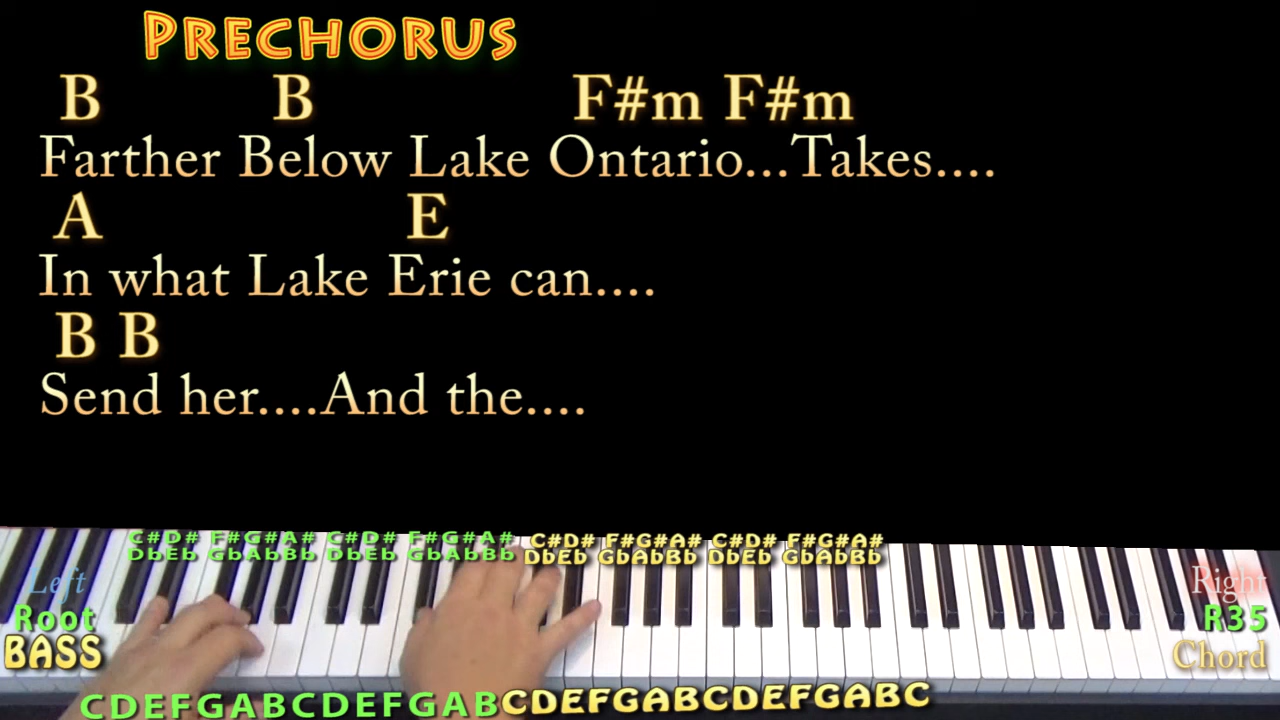 PRECHORUS
B B F#m F#m
Farther Below Lake Ontario...Takes....
A E
In what Lake Erie can....
B B
Send her....And the....
C#D# F#G#A# C#D# F#G#A# C#D# F#G#A# C#D# F#G#A#
DbEb GbAbBb DbEb GbAbBb DbEb GbAbBb DbEb GbAbBb
Left
Root
BASS
Right
R35
Chord
CDEFGABCDEFGABCDEFGABCDEFGABC